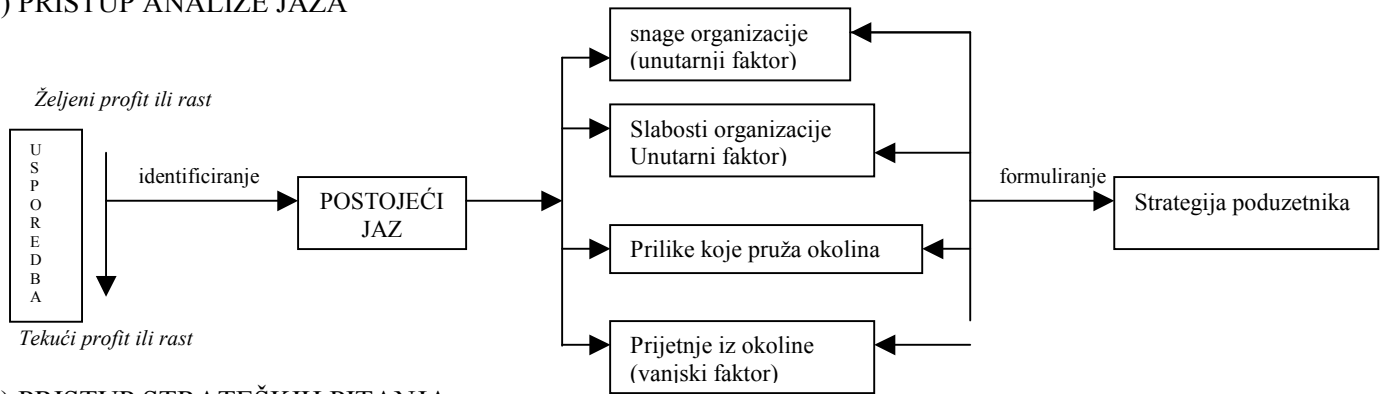 ) PRISTUP ANALIZE JAZA
Željeni profit ili rast
U
S
P
O
R
E
D
B
A
Tekući profit ili rast
identificiranje
POSTOJEĆI
JAZ
snage organizacije
(unutarnji faktor)
Slabosti organizacije
Unutarni faktor)
Prilike koje pruža okolina
Prijetnje iz okoline
(vanjski faktor)
formuliranje
Strategija poduzetnika
) PRISTUP STRATEŠKIH PITANJA